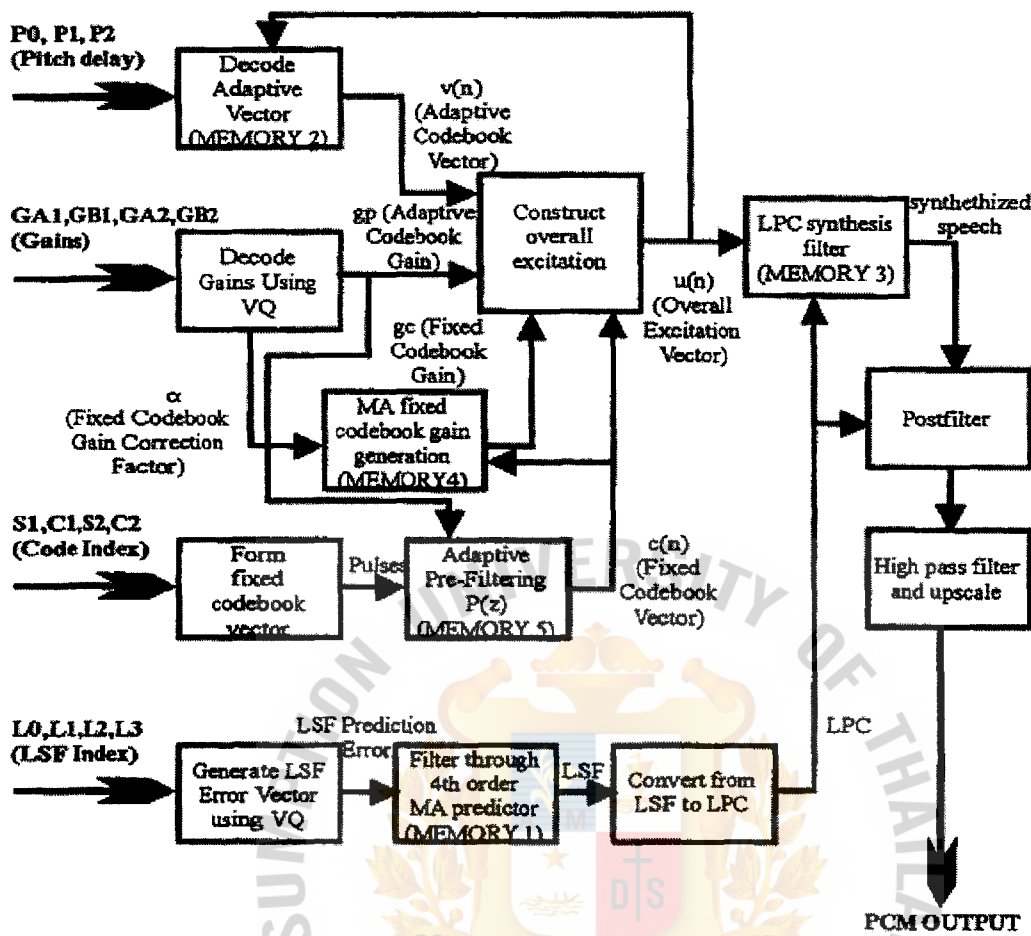 P0, P1, P2
(Pitch delay)
Decode
Adaptive
Vector
(MEMORY 2)
v(n)
(Adaptive
Codebook
Vector)
GA1,GB1,GA2,GB2
(Gains)
Decode
Gains Using
VQ
gp (Adaptive
Codebook
Gain)
Construct
overall
excitation
LPC synthesis
filter
(MEMORY 3)
synthethized
speech
u(n)
(Overall
Excitation
Vector)
gc (Fixed
Codebook
Gain)
α
(Fixed Codebook
Gain Correction
Factor)
MA fixed
codebook gain
generation
(MEMORY4)
Postfilter
S1,C1,S2,C2
(Code Index)
Form
fixed
codebook
vector
Pulses
Adaptive
Pre-Filtering
P(z)
(MEMORY 5)
c(n)
(Fixed
Codebook
Vector)
High pass filter
and upscale
L0,L1,L2,L3
(LSF Index)
Generate LSF
Error Vector
using VQ
LSF Prediction
Error
Filter through
4th order
MA predictor
(MEMORY 1)
LSF
Convert from
LSF to LPC
LPC
PCM OUTPUT
SUMPTION UNIVERSITY OF THAILA
D S